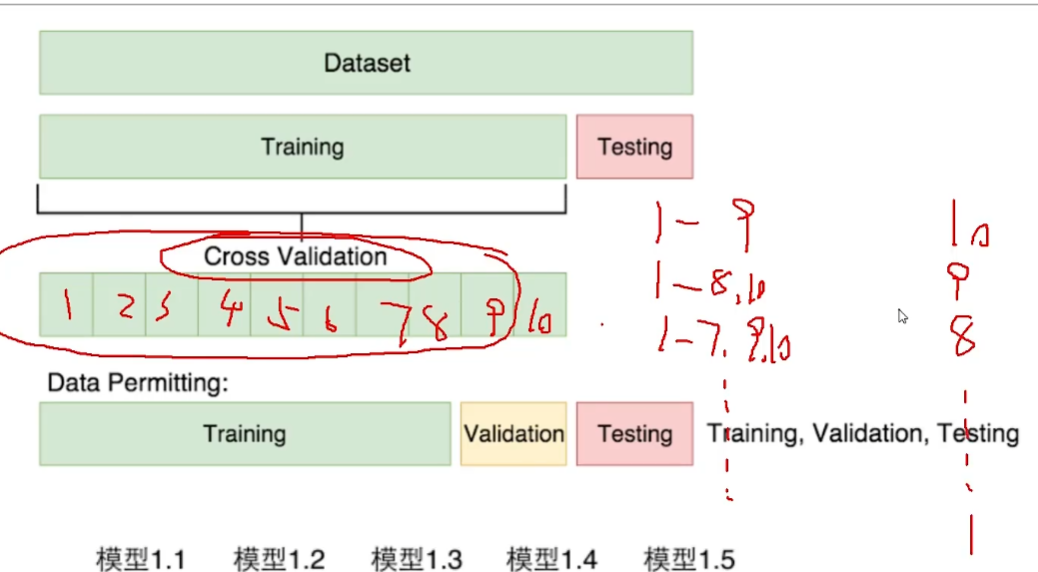 Dataset
Training Testing
1 - 9 10
Cross Validation
1 - 8, 10 9
1 2 3 4 5 6 7 8 9 10
1 - 7, 9, 10 8
Data Permitting:
Training Validation Testing Training, Validation, Testing
1
模型1.1 模型1.2 模型1.3 模型1.4 模型1.5